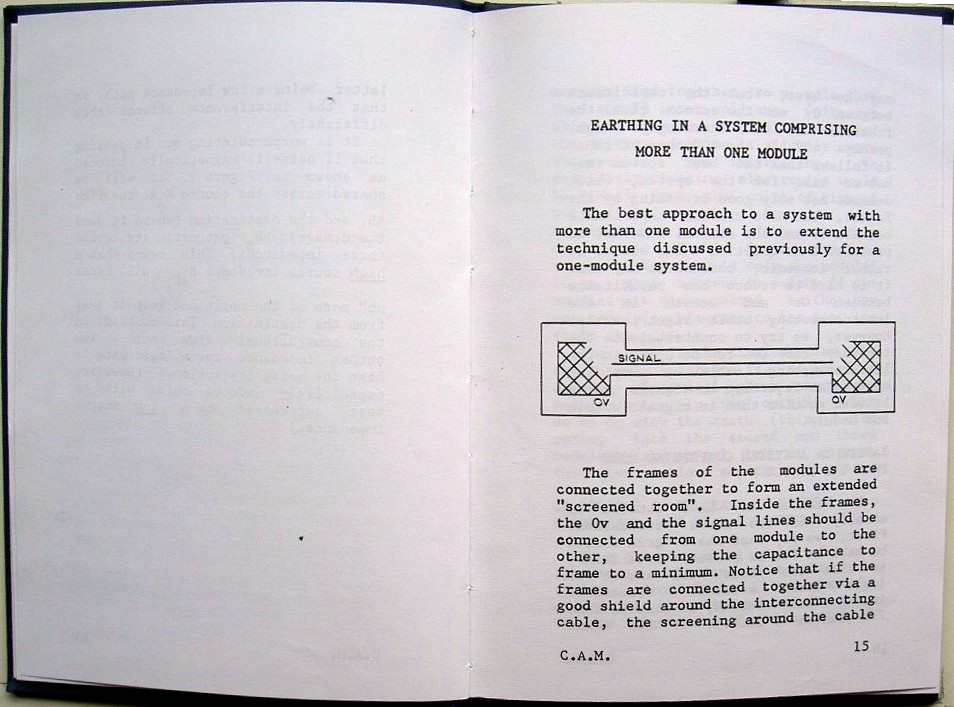 EARTHING IN A SYSTEM COMPRISING
MORE THAN ONE MODULE
The best approach to a system with
more than one module is to extend the
technique discussed previously for a
one-module system.
SIGNAL
OV
OV
The frames of the modules are
connected together to form an extended
"screened room". Inside the frames,
the Ov and the signal lines should be
connected from one module to the
other, keeping the capacitance to
frame to a minimum. Notice that if the
frames are connected together via a
good shield around the interconnecting
cable, the screening around the cable
C.A.M.
15